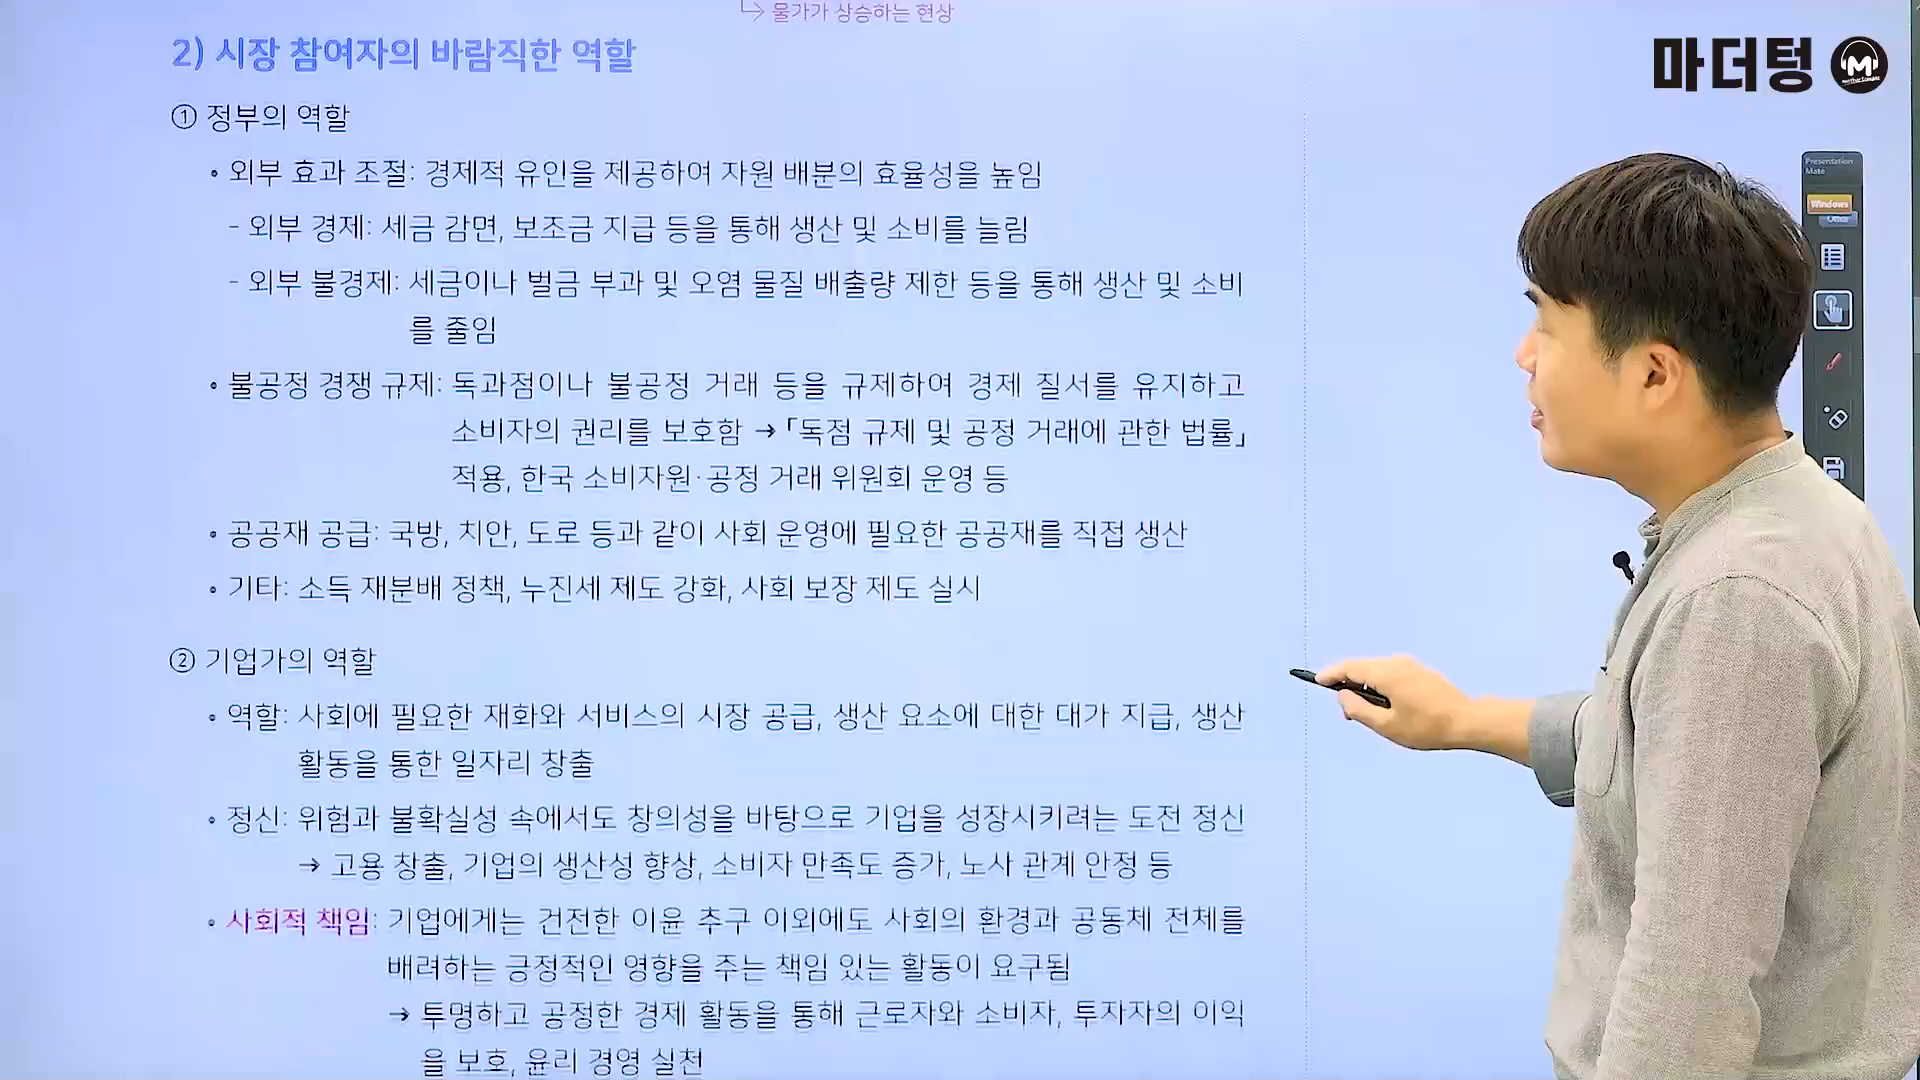 ↳ 물가가 상승하는 현상
2) 시장 참여자의 바람직한 역할
마더텅 M
① 정부의 역할
• 외부 효과 조절: 경제적 유인을 제공하여 자원 배분의 효율성을 높임
- 외부 경제: 세금 감면, 보조금 지급 등을 통해 생산 및 소비를 늘림
- 외부 불경제: 세금이나 벌금 부과 및 오염 물질 배출량 제한 등을 통해 생산 및 소비
를 줄임
• 불공정 경쟁 규제: 독과점이나 불공정 거래 등을 규제하여 경제 질서를 유지하고
소비자의 권리를 보호함 → 「독점 규제 및 공정 거래에 관한 법률」
적용, 한국 소비자원·공정 거래 위원회 운영 등
• 공공재 공급: 국방, 치안, 도로 등과 같이 사회 운영에 필요한 공공재를 직접 생산
• 기타: 소득 재분배 정책, 누진세 제도 강화, 사회 보장 제도 실시
② 기업가의 역할
• 역할: 사회에 필요한 재화와 서비스의 시장 공급, 생산 요소에 대한 대가 지급, 생산
활동을 통한 일자리 창출
• 정신: 위험과 불확실성 속에서도 창의성을 바탕으로 기업을 성장시키려는 도전 정신
→ 고용 창출, 기업의 생산성 향상, 소비자 만족도 증가, 노사 관계 안정 등
• 사회적 책임: 기업에게는 건전한 이윤 추구 이외에도 사회의 환경과 공동체 전체를
배려하는 긍정적인 영향을 주는 책임 있는 활동이 요구됨
→ 투명하고 공정한 경제 활동을 통해 근로자와 소비자, 투자자의 이익
을 보호, 윤리 경영 실천
Presentation
Mate
Windows